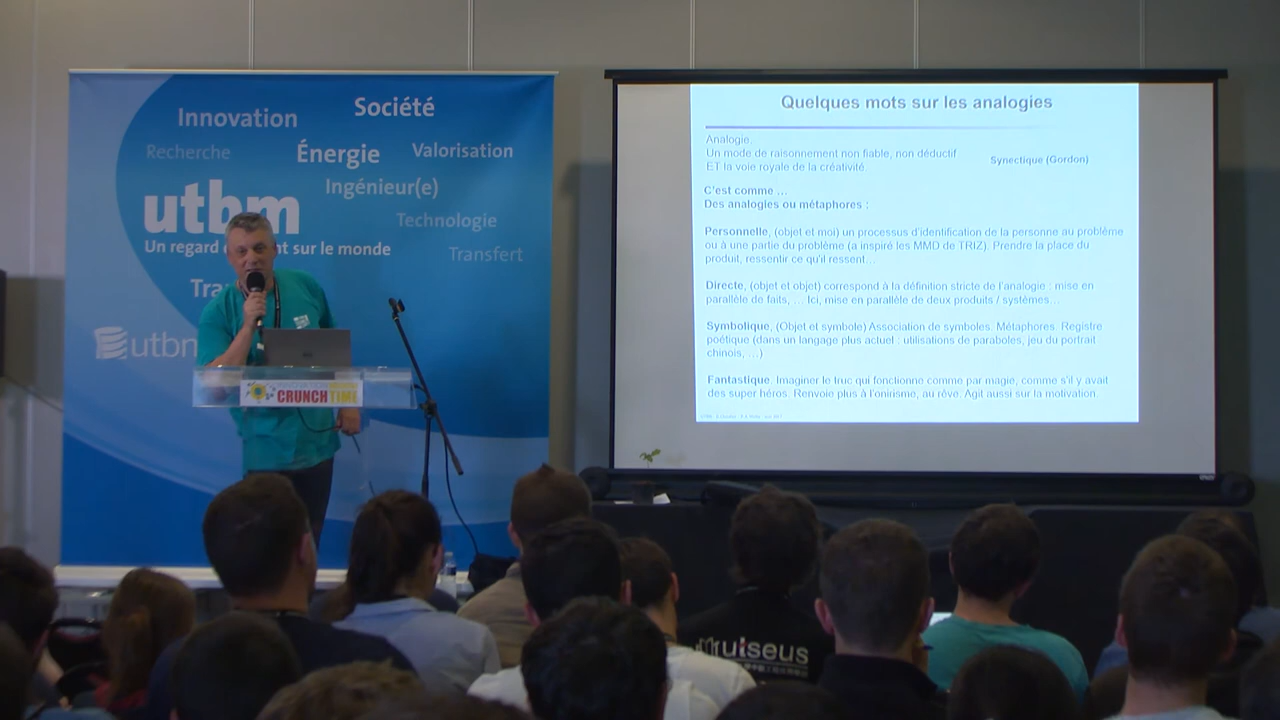 Innovation
Société
Recherche
Énergie
Valorisation
Ingénieur(e)
utbm
Technologie
Un regard sur le monde
Transfert
CRUNCH TIME
Quelques mots sur les analogies
Analogie.
Un mode de raisonnement non fiable, non déductif
ET la voie royale de la créativité.
Synectique (Gordon)
C'est comme ...
Des analogies ou métaphores :
Personnelle, (objet et moi) un processus d'identification de la personne au problème
ou à une partie du problème (a inspiré les MMD de TRIZ). Prendre la place du
produit, ressentir ce qu'il ressent…
Directe, (objet et objet) correspond à la définition stricte de l'analogie : mise en
parallèle de faits, … Ici, mise en parallèle de deux produits / systèmes…
Symbolique, (Objet et symbole) Association de symboles. Métaphores. Registre
poétique (dans un langage plus actuel : utilisations de paraboles, jeu du portrait
chinois, …)
Fantastique. Imaginer le truc qui fonctionne comme par magie, comme s'il y avait
des super héros. Renvoie plus à l'onirisme, au rêve. Agit aussi sur la motivation.